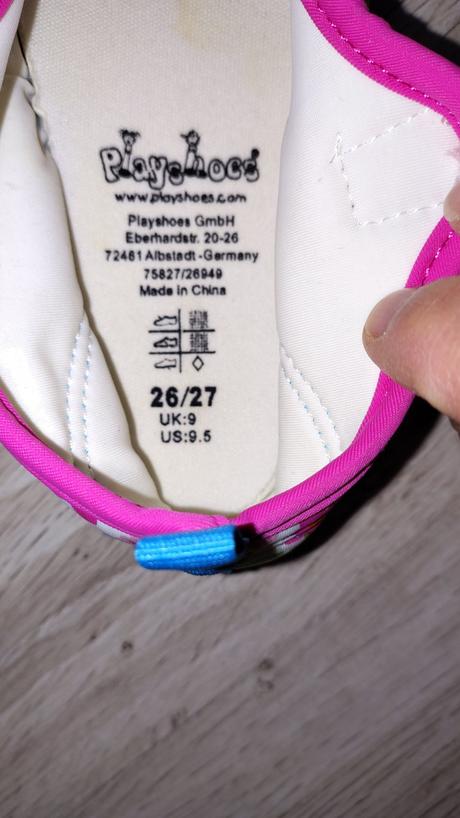 Playshoes
www.playshoes.com
Playshoes GmbH
Eberhardstr. 20-26
72461 Albstadt-Germany
75827/26949
Made in China
26/27
UK:9
US:9.5